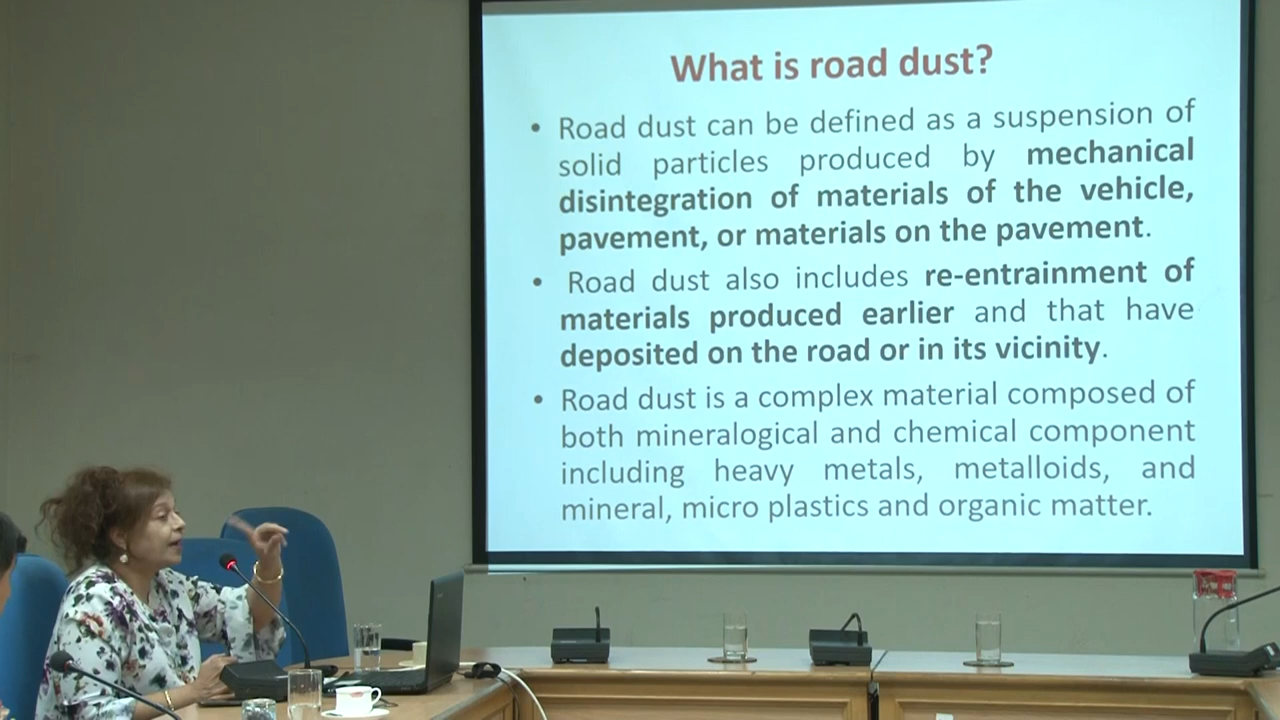 What is road dust?
• Road dust can be defined as a suspension of
solid particles produced by mechanical
disintegration of materials of the vehicle,
pavement, or materials on the pavement.
• Road dust also includes re-entrainment of
materials produced earlier and that have
deposited on the road or in its vicinity.
• Road dust is a complex material composed of
both mineralogical and chemical component
including heavy metals, metalloids, and
mineral, micro plastics and organic matter.